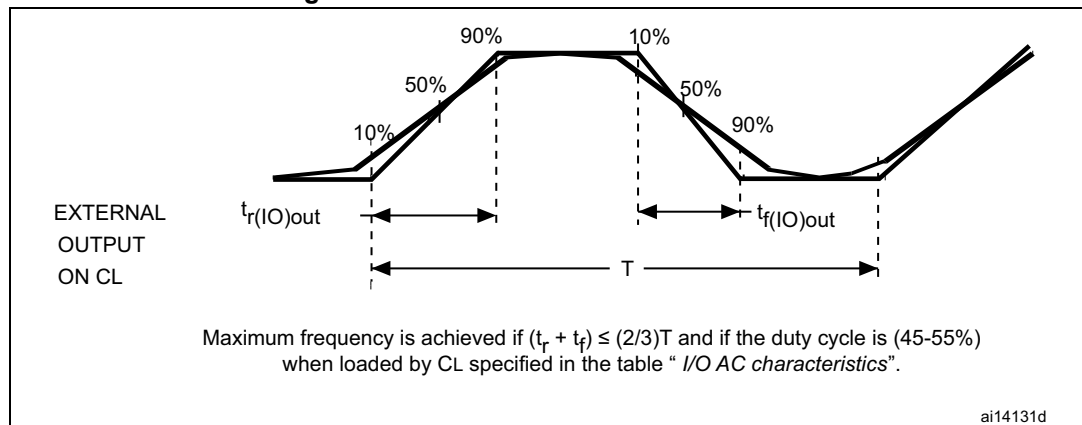 90%
10%
50%
50%
10%
90%
EXTERNAL
OUTPUT
ON CL
tr(IO)out
tf(IO)out
T
Maximum frequency is achieved if (tr + tf) ≤ (2/3)T and if the duty cycle is (45-55%)
when loaded by CL specified in the table “ I/O AC characteristics”.
ai14131d